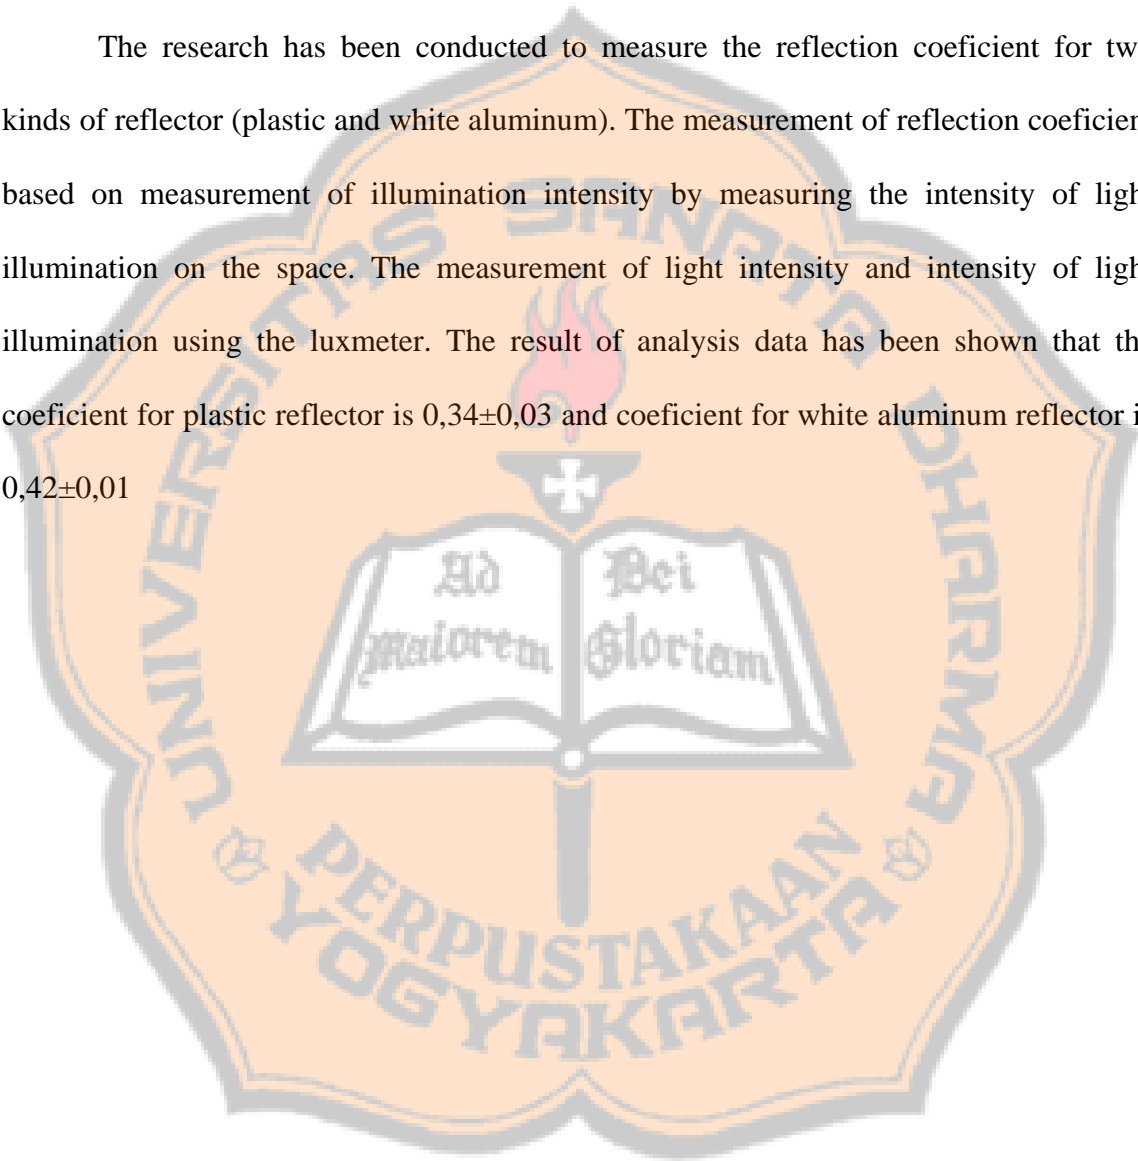 The research has been conducted to measure the reflection coeficient for tw
kinds of reflector (plastic and white aluminum). The measurement of reflection coeficien
based on measurement of illumination intensity by measuring the intensity of ligh
illumination on the space. The measurement of light intensity and intensity of ligh
illumination using the luxmeter. The result of analysis data has been shown that th
coeficient for plastic reflector is 0,34±0,03 and coeficient for white aluminum reflector i
0,42±0,01
UNIVERSITAS SANATA DHARMA
Ad Dei
maiorem Gloriam
PERPUSTAKAAN
YOGYAKARTA